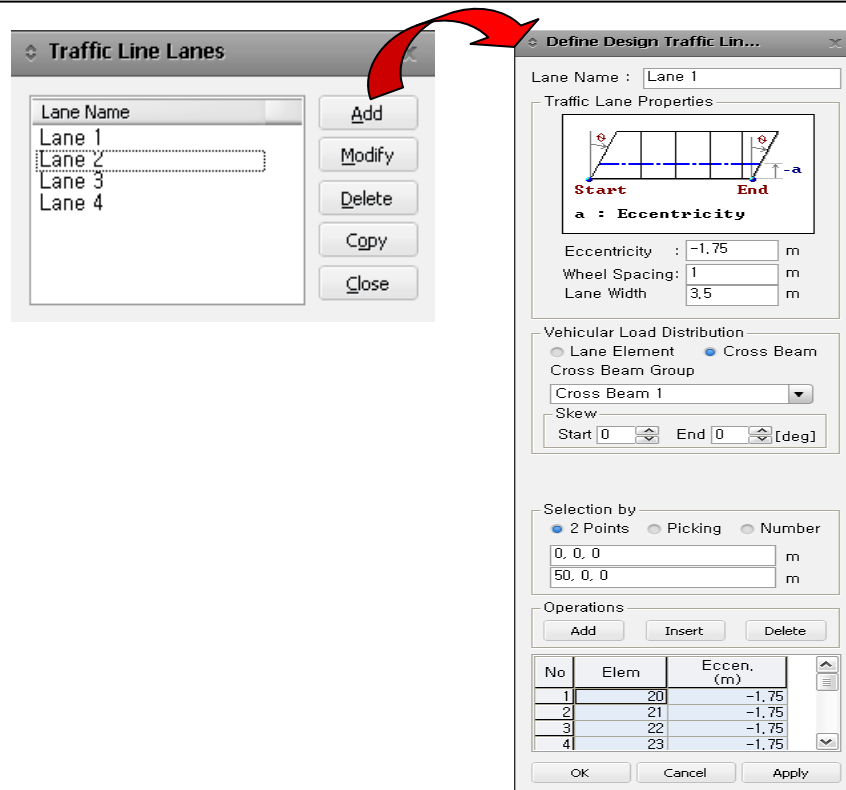 Traffic Line Lanes
Lane Name
Lane 1
Lane 2
Lane 3
Lane 4
Add
Modify
Delete
Copy
Close
Define Design Traffic Lin...
Lane Name : Lane 1
Traffic Lane Properties
θ θ
-a
Start End
a : Eccentricity
Eccentricity : -1,75 m
Wheel Spacing: 1 m
Lane Width 3,5 m
Vehicular Load Distribution
Lane Element Cross Beam
Cross Beam Group
Cross Beam 1
Skew
Start 0 End 0 [deg]
Selection by
2 Points Picking Number
0, 0, 0 m
50, 0, 0 m
Operations
Add Insert Delete
No Elem Eccen, (m)
1 20 -1,75
2 21 -1,75
3 22 -1,75
4 23 -1,75
OK Cancel Apply